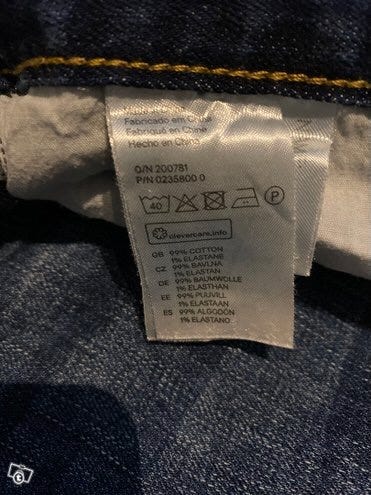 Fabricado em China
Fabriqué en Chine
Hecho en China
O/N 200781
P/N 0235800 0
40 P
clevercare.info
GB 99% COTTON
1% ELASTANE
CZ 99% BAVLNA
1% ELASTAN
DE 99% BAUMWOLLE
1% ELASTHAN
EE 99% PUUVILL
1% ELASTAAN
ES 99% ALGODÓN
1% ELASTANO